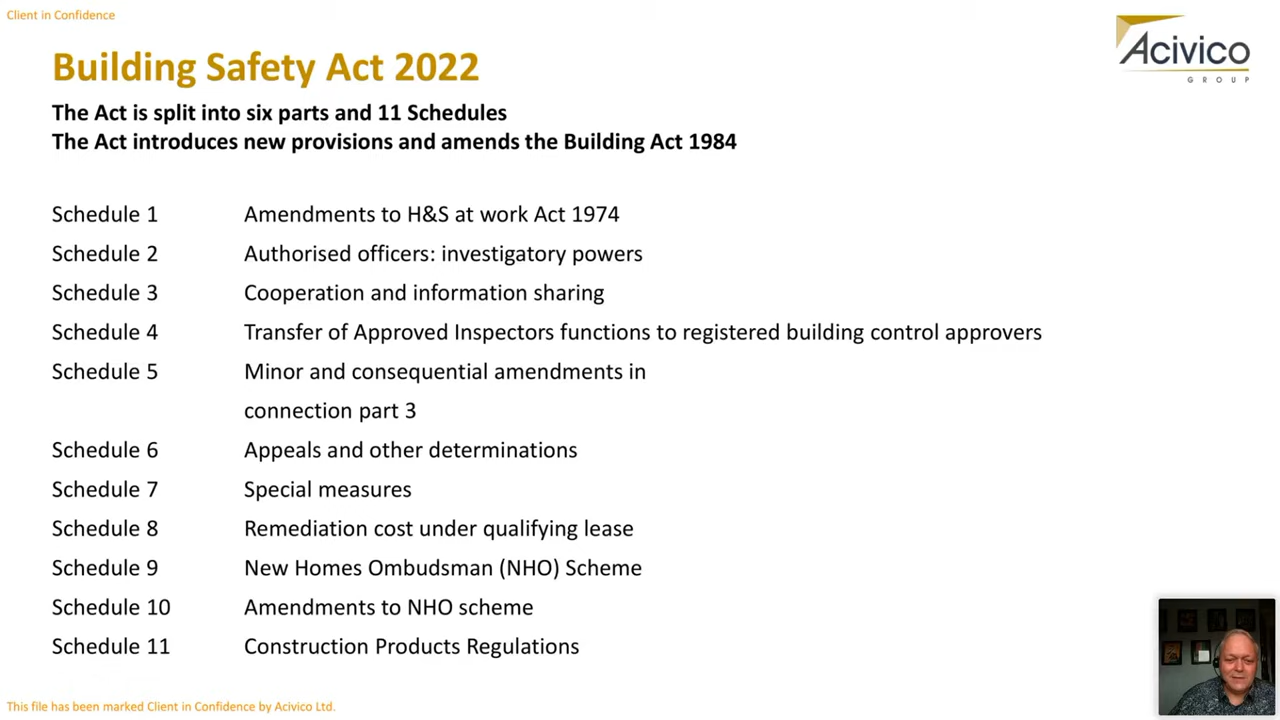 Client in Confidence
Acivico
GROUP
Building Safety Act 2022
The Act is split into six parts and 11 Schedules
The Act introduces new provisions and amends the Building Act 1984
Schedule 1 Amendments to H&S at work Act 1974
Schedule 2 Authorised officers: investigatory powers
Schedule 3 Cooperation and information sharing
Schedule 4 Transfer of Approved Inspectors functions to registered building control approvers
Schedule 5 Minor and consequential amendments in
connection part 3
Schedule 6 Appeals and other determinations
Schedule 7 Special measures
Schedule 8 Remediation cost under qualifying lease
Schedule 9 New Homes Ombudsman (NHO) Scheme
Schedule 10 Amendments to NHO scheme
Schedule 11 Construction Products Regulations
This file has been marked Client in Confidence by Acivico Ltd.